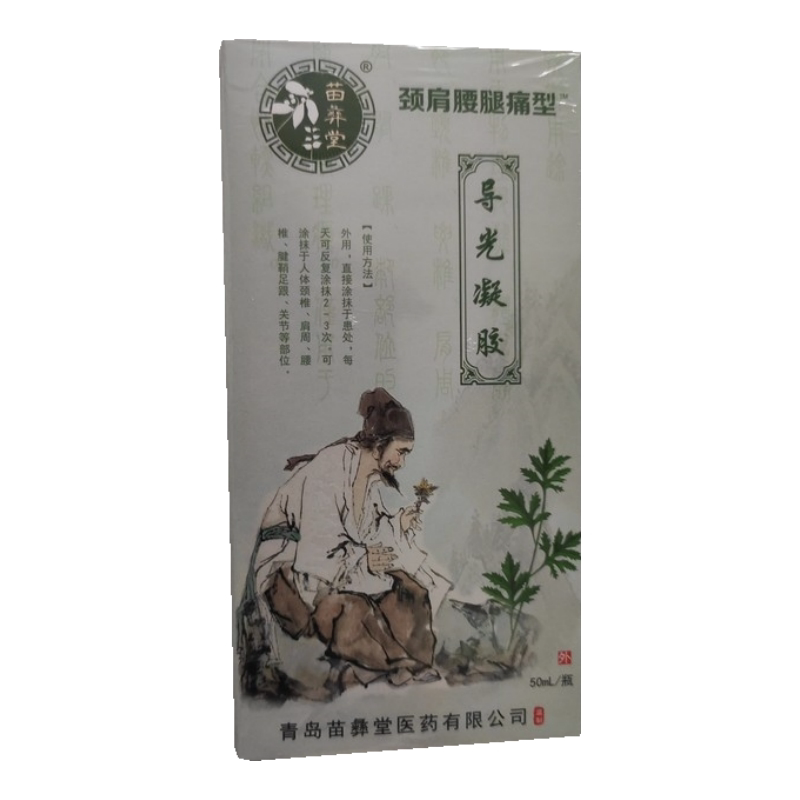 苗彝堂
®
颈肩腰腿痛型™
导光凝胶
【使用方法】
外用，直接涂抹于患处，每
天可反复涂抹2-3次，可
涂抹于人体颈椎、肩周、腰
椎、腱鞘足跟、关节等部位。
外
50mL/瓶
青岛苗彝堂医药有限公司